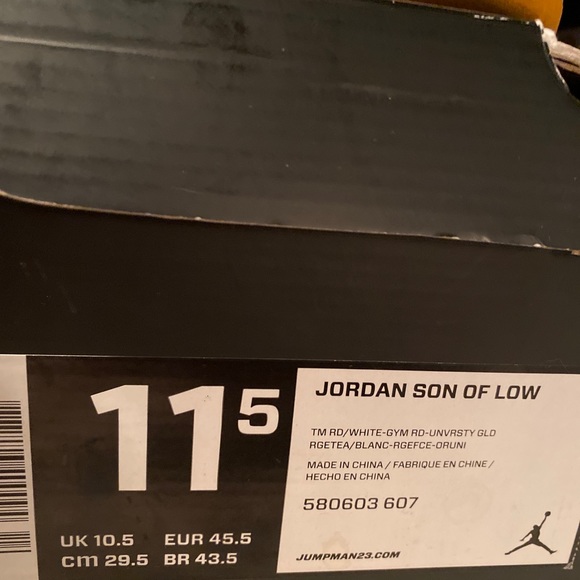 11 5
JORDAN SON OF LOW
TM RD/WHITE-GYM RD-UNVRSTY GLD
RGETEA/BLANC-RGEFCE-ORUNI
MADE IN CHINA / FABRIQUE EN CHINE /
HECHO EN CHINA
580603 607
UK 10.5 EUR 45.5
cm 29.5 BR 43.5
JUMPMAN23.COM